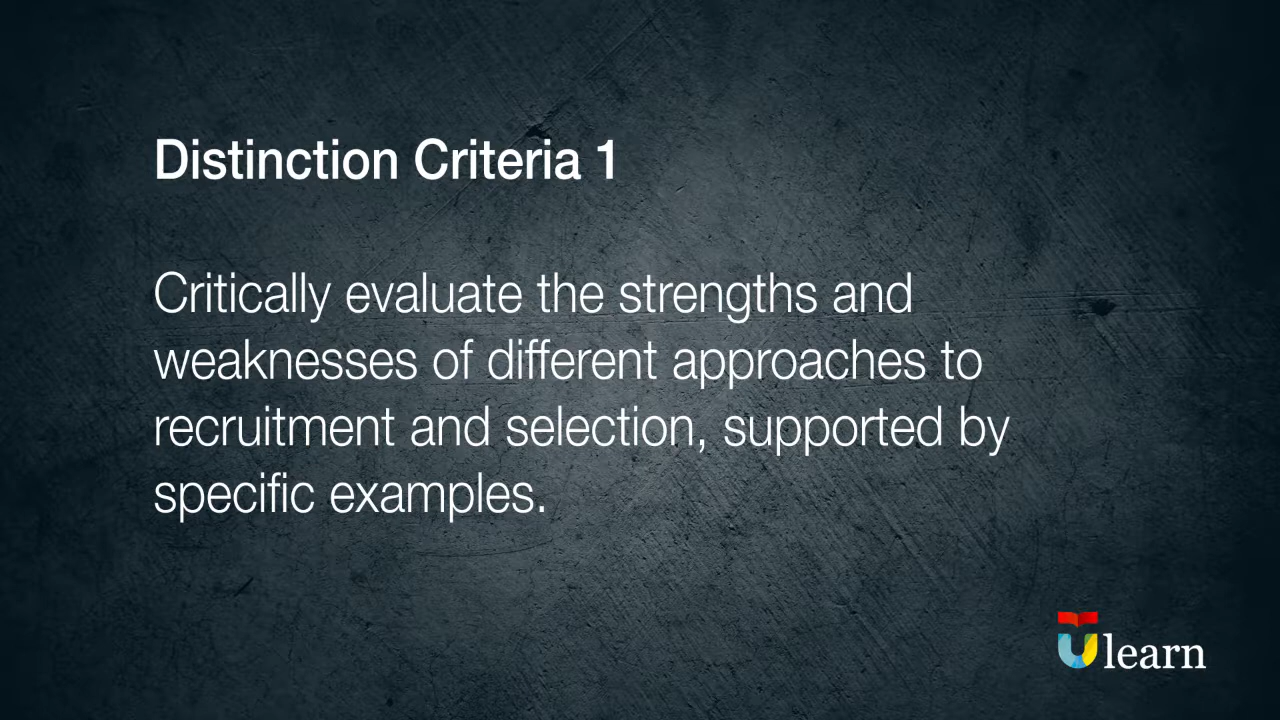 Distinction Criteria 1
Critically evaluate the strengths and
weaknesses of different approaches to
recruitment and selection, supported by
specific examples.
U learn